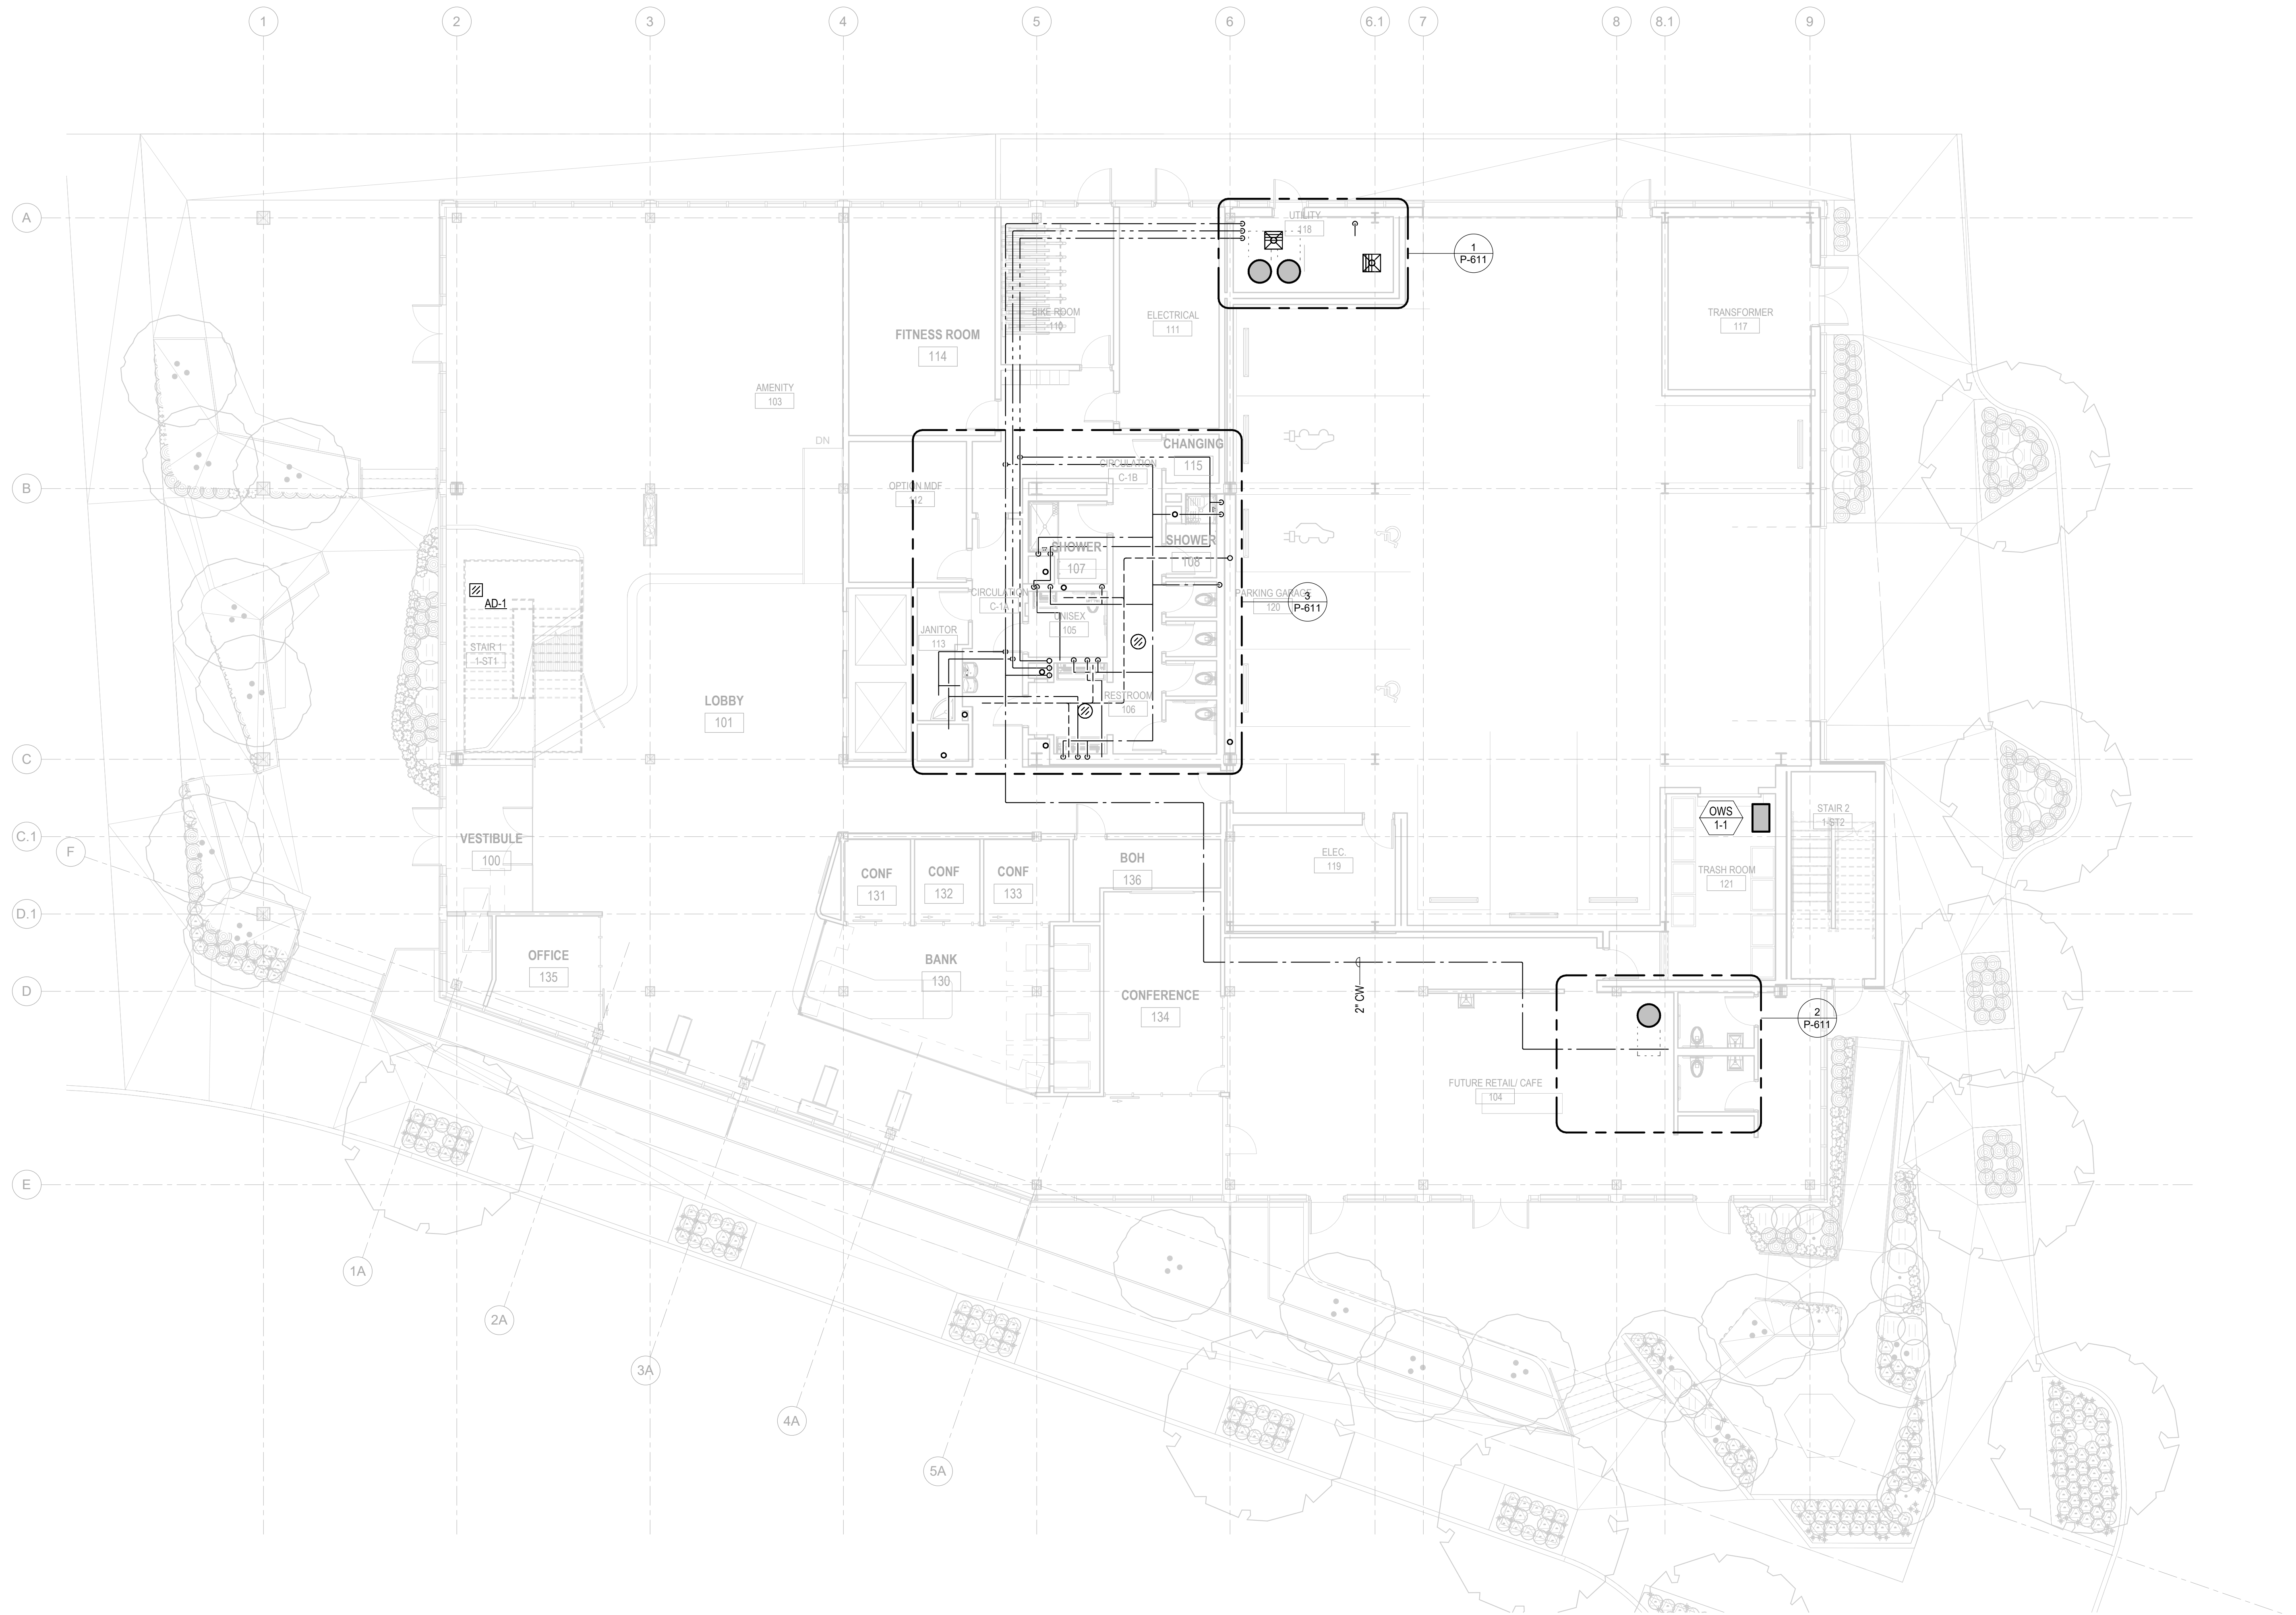 1
2
3
4
5
6
6.1
7
8
8.1
9
A
UTILITY
118
1
P-611
BIKE ROOM
110
ELECTRICAL
111
TRANSFORMER
117
FITNESS ROOM
114
AMENITY
103
DN
CHANGING
115
CIRCULATION
C-1B
B
OPTION MDF
112
SHOWER
107
SHOWER
108
AD-1
CIRCULATION
C-1A
PARKING GARAGE
120
3
P-611
UNISEX
105
JANITOR
113
STAIR 1
1-ST1
LOBBY
101
RESTROOM
106
C
C.1
F
VESTIBULE
100
OWS
1-1
STAIR 2
1-ST2
ELEC.
119
TRASH ROOM
121
CONF
131
CONF
132
CONF
133
BOH
136
D.1
OFFICE
135
BANK
130
D
CONFERENCE
134
2" CW
2
P-611
FUTURE RETAIL/ CAFE
104
E
1A
2A
3A
4A
5A